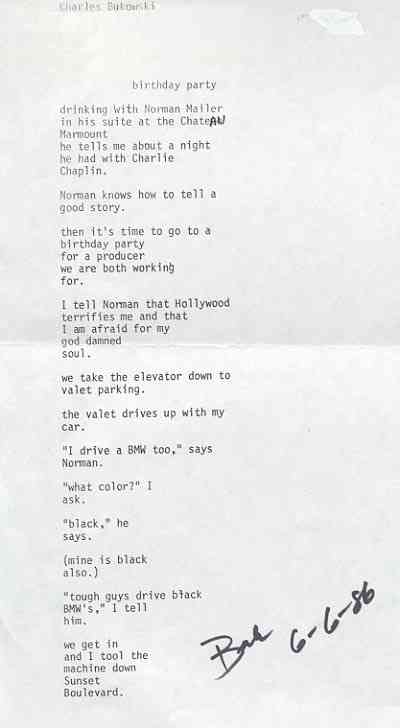 Charles Bukowski
birthday party
drinking with Norman Mailer
in his suite at the ChateAU
Marmount
he tells me about a night
he had with Charlie
Chaplin.
Norman knows how to tell a
good story.
then it's time to go to a
birthday party
for a producer
we are both working
for.
I tell Norman that Hollywood
terrifies me and that
I am afraid for my
god damned
soul.
we take the elevator down to
valet parking.
the valet drives up with my
car.
"I drive a BMW too," says
Norman.
"what color?" I
ask.
"black," he
says.
(mine is black
also.)
"tough guys drive black
BMW's," I tell
him.
we get in
and I tool the
machine down
Sunset
Boulevard.
Buk 6-6-86